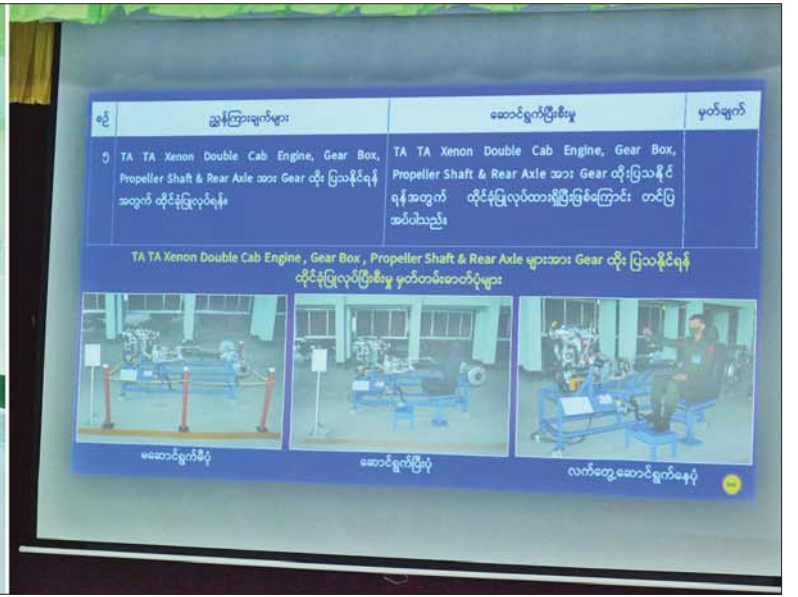 စဉ် ညွှန်ကြားချက်များ ဆောင်ရွက်ပြီးစီးမှု မှတ်ချက်
၅ TA TA Xenon Double Cab Engine, Gear Box,
Propeller Shaft & Rear Axle အား Gear ထိုး ပြသနိုင်ရန်
အတွက် ထိုင်ခုံပြုလုပ်ရန်။
TA TA Xenon Double Cab Engine, Gear Box,
Propeller Shaft & Rear Axle အား Gear ထိုးပြသနိုင်
ရန်အတွက် ထိုင်ခုံပြုလုပ်ထားရှိပြီးဖြစ်ကြောင်း တင်ပြ
အပ်ပါသည်။
TA TA Xenon Double Cab Engine , Gear Box , Propeller Shaft & Rear Axle များအား Gear ထိုး ပြသနိုင်ရန်
ထိုင်ခုံပြုလုပ်ပြီးစီးမှု မှတ်တမ်းဓာတ်ပုံများ
မဆောင်ရွက်မီပုံ
ဆောင်ရွက်ပြီးပုံ
လက်တွေ့ဆောင်ရွက်နေပုံ